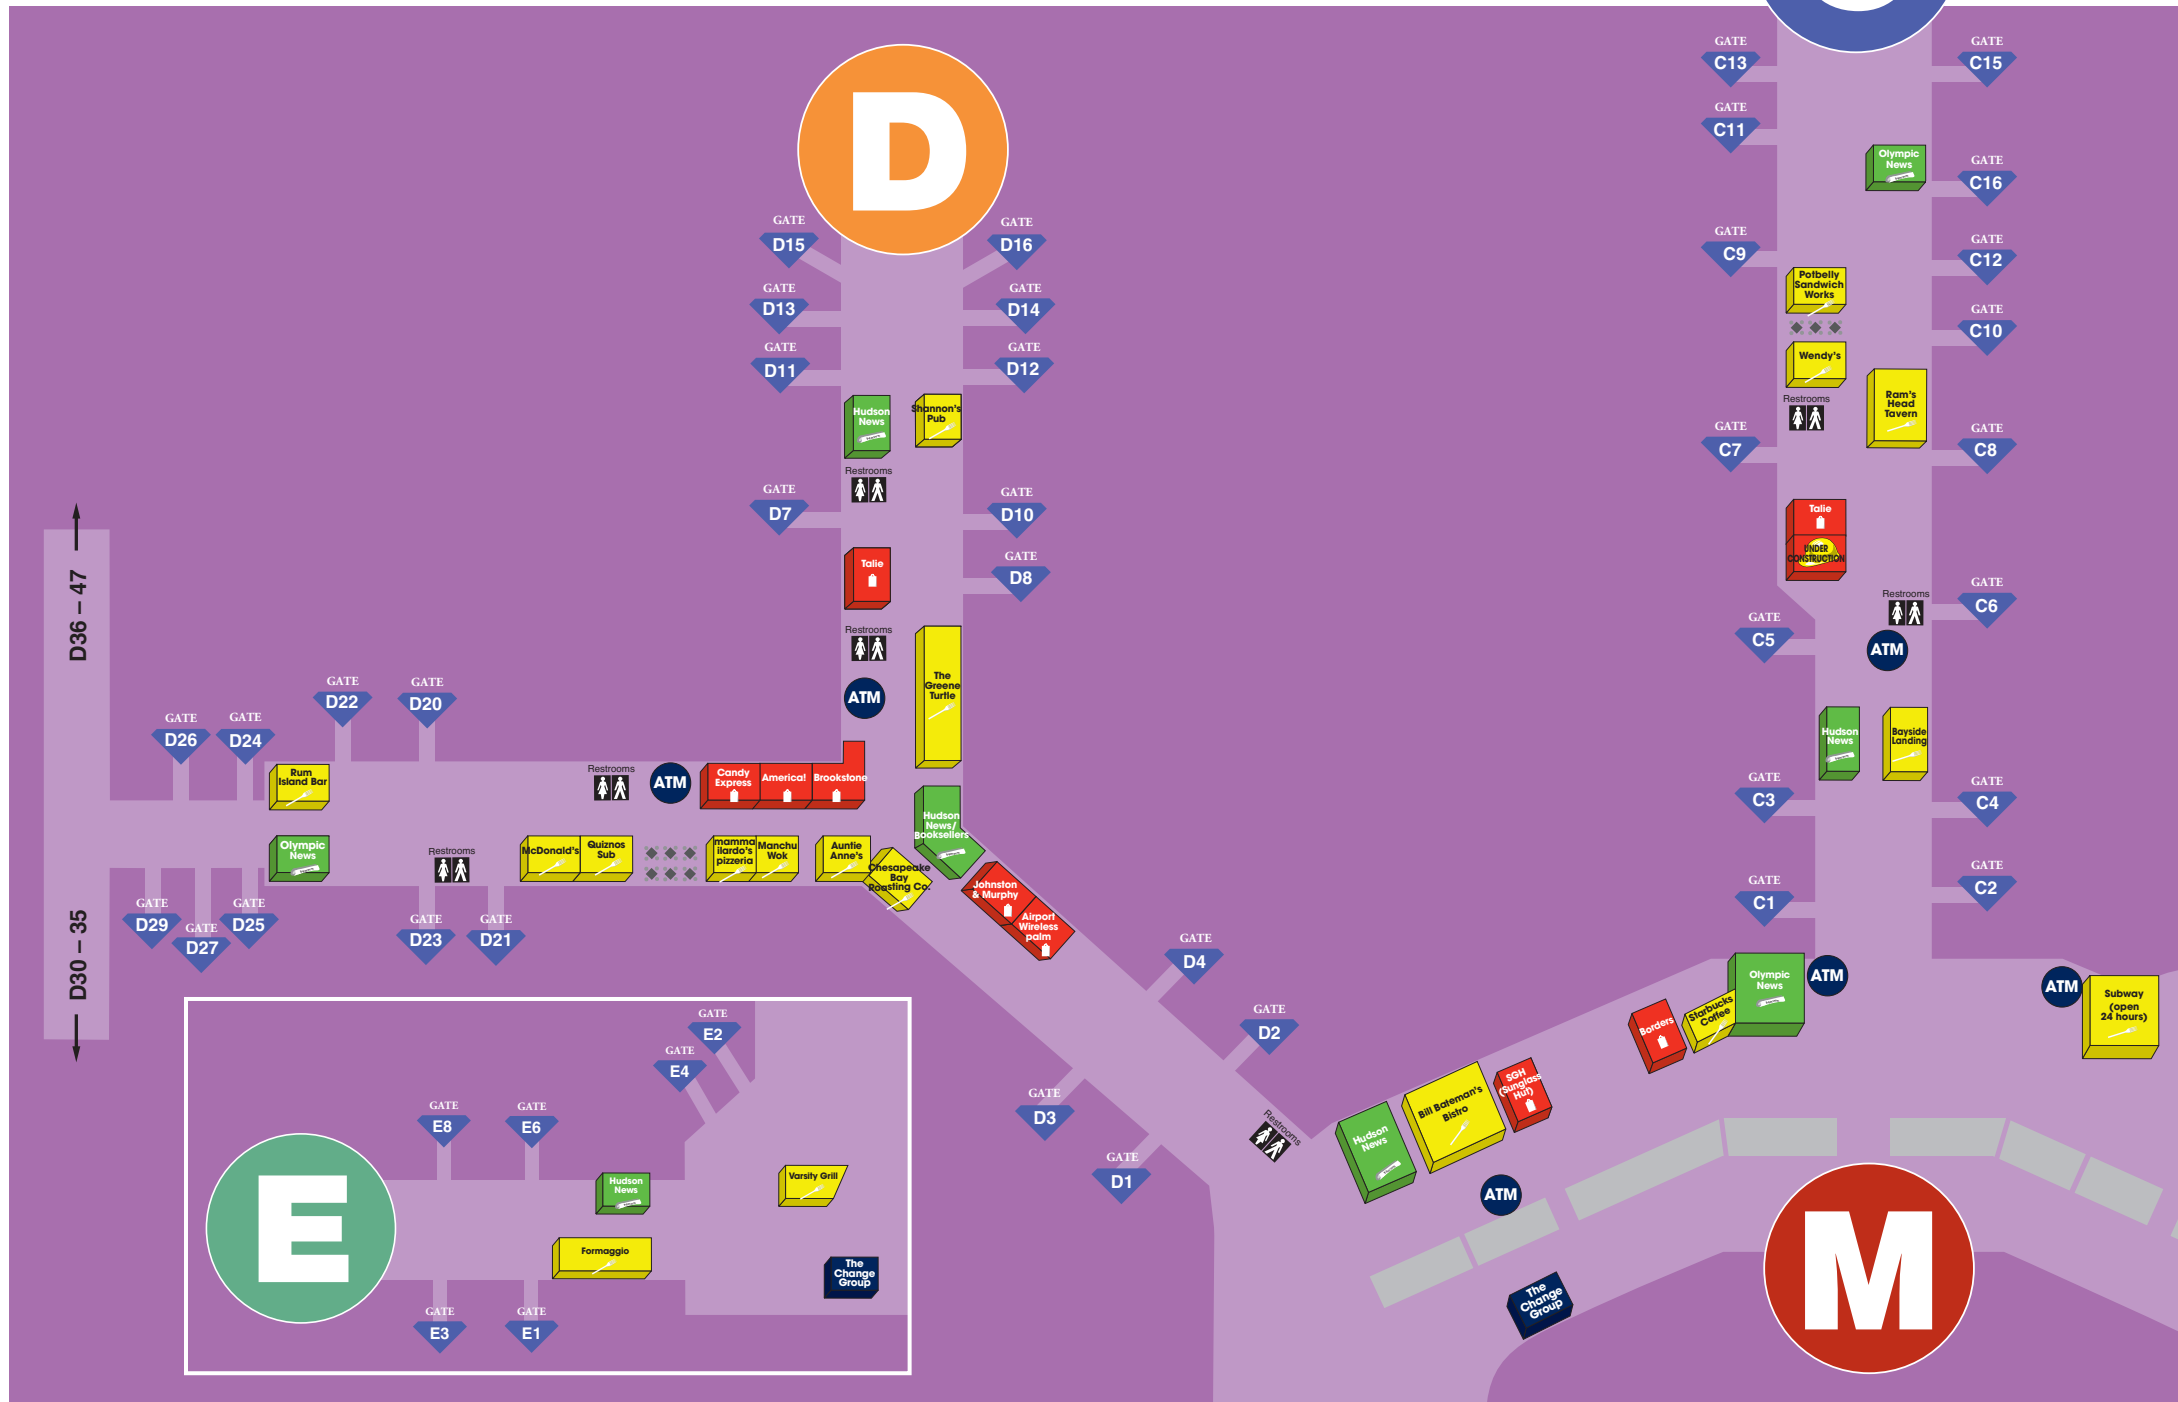 D
GATE
D15
GATE
D16
GATE
D13
GATE
D14
GATE
D11
GATE
D12
Hudson
News
Shannon's
Pub
Restrooms
GATE
D7
GATE
D10
Talie
GATE
D8
Restrooms
ATM
The
Greene
Turtle
D36 – 47
D30 – 35
GATE
D26
GATE
D24
GATE
D22
GATE
D20
Rum
Island Bar
Restrooms
ATM
Candy
Express
America!
Brookstone
Olympic
News
Restrooms
McDonald's
Quiznos
Sub
mamma
ilardo's
pizzeria
Manchu
Wok
Auntie
Anne's
Chesapeake
Bay
Roasting Co.
Hudson
News/
Booksellers
Johnston
& Murphy
Airport
Wireless
palm
GATE
D29
GATE
D27
GATE
D25
GATE
D23
GATE
D21
GATE
D4
GATE
D2
GATE
D3
GATE
D1
Restrooms
GATE
E2
GATE
E4
GATE
E8
GATE
E6
E
Hudson
News
Varsity Grill
Formaggio
The
Change
Group
GATE
E3
GATE
E1
GATE
C13
GATE
C15
GATE
C11
Olympic
News
GATE
C16
GATE
C9
GATE
C12
Potbelly
Sandwich
Works
GATE
C10
Wendy's
Restrooms
Ram's
Head
Tavern
GATE
C7
GATE
C8
Talie
UNDER
CONSTRUCTION
Restrooms
GATE
C6
GATE
C5
ATM
Hudson
News
Bayside
Landing
GATE
C3
GATE
C4
GATE
C1
GATE
C2
Olympic
News
ATM
Starbucks
Coffee
Borders
ATM
Subway
(open
24 hours)
SGH
(Sunglass
Hut)
Bill Bateman's
Bistro
Hudson
News
ATM
The
Change
Group
M